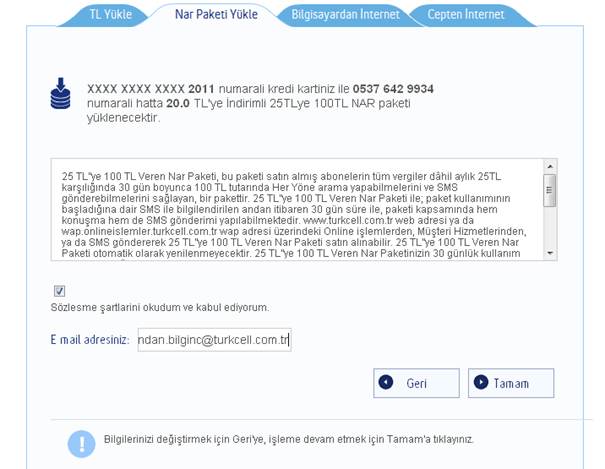 TL Yükle Nar Paketi Yükle Bilgisayardan İnternet Cepten İnternet
XXXX XXXX XXXX 2011 numarali kredi kartiniz ile 0537 642 9934
numarali hatta 20.0 TL'ye İndirimli 25TLye 100TL NAR paketi
yüklenecektir.
25 TL"ye 100 TL Veren Nar Paketi, bu paketi satın almış abonelerin tüm vergiler dâhil aylık 25TL
karşılığında 30 gün boyunca 100 TL tutarında Her Yöne arama yapabilmelerini ve SMS
gönderebilmelerini sağlayan, bir pakettir. 25 TL"ye 100 TL Veren Nar Paketi ile; paket kullanımının
başladığına dair SMS ile bilgilendirilen andan itibaren 30 gün süre ile, paketi kapsamında hem
konuşma hem de SMS gönderimi yapılabilmektedir. www.turkcell.com.tr web adresi ya da
wap.onlineislemler.turkcell.com.tr wap adresi üzerindeki Online işlemlerden, Müşteri Hizmetlerinden,
ya da SMS göndererek 25 TL"ye 100 TL Veren Nar Paketi satın alınabilir. 25 TL"ye 100 TL Veren Nar
Paketi otomatik olarak yenilenmeyecektir. 25 TL"ye 100 TL Veren Nar Paketinizin 30 günlük kullanım
Sözlesme şartlarini okudum ve kabul ediyorum.
E mail adresiniz: ndan.bilginc@turkcell.com.tr
Geri Tamam
Bilgilerinizi değiştirmek için Geri'ye, işleme devam etmek için Tamam'a tıklayınız.